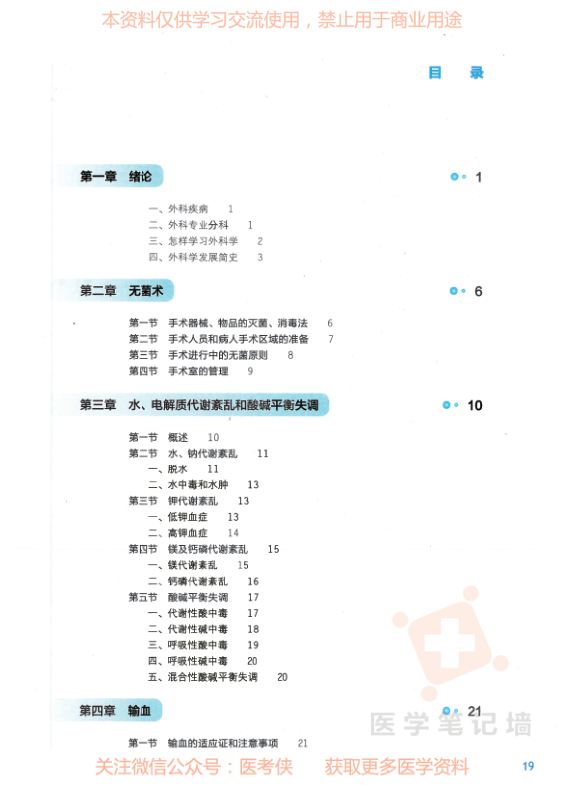 本资料仅供学习交流使用，禁止用于商业用途
目 录
第一章 绪论 1
一、外科疾病 1
二、外科专业分科 1
三、怎样学习外科学 2
四、外科学发展简史 3
第二章 无菌术 6
第一节 手术器械、物品的灭菌、消毒法 6
第二节 手术人员和病人手术区域的准备 7
第三节 手术进行中的无菌原则 8
第四节 手术室的管理 9
第三章 水、电解质代谢紊乱和酸碱平衡失调 10
第一节 概述 10
第二节 水、钠代谢紊乱 11
一、脱水 11
二、水中毒和水肿 13
第三节 钾代谢紊乱 13
一、低钾血症 13
二、高钾血症 14
第四节 镁及钙磷代谢紊乱 15
一、镁代谢紊乱 15
二、钙磷代谢紊乱 16
第五节 酸碱平衡失调 17
一、代谢性酸中毒 17
二、代谢性碱中毒 18
三、呼吸性酸中毒 19
四、呼吸性碱中毒 20
五、混合性酸碱平衡失调 20
第四章 输血 21
医学笔记墙
第一节 输血的适应证和注意事项 21
关注微信公众号：医考侠 获取更多医学资料
19